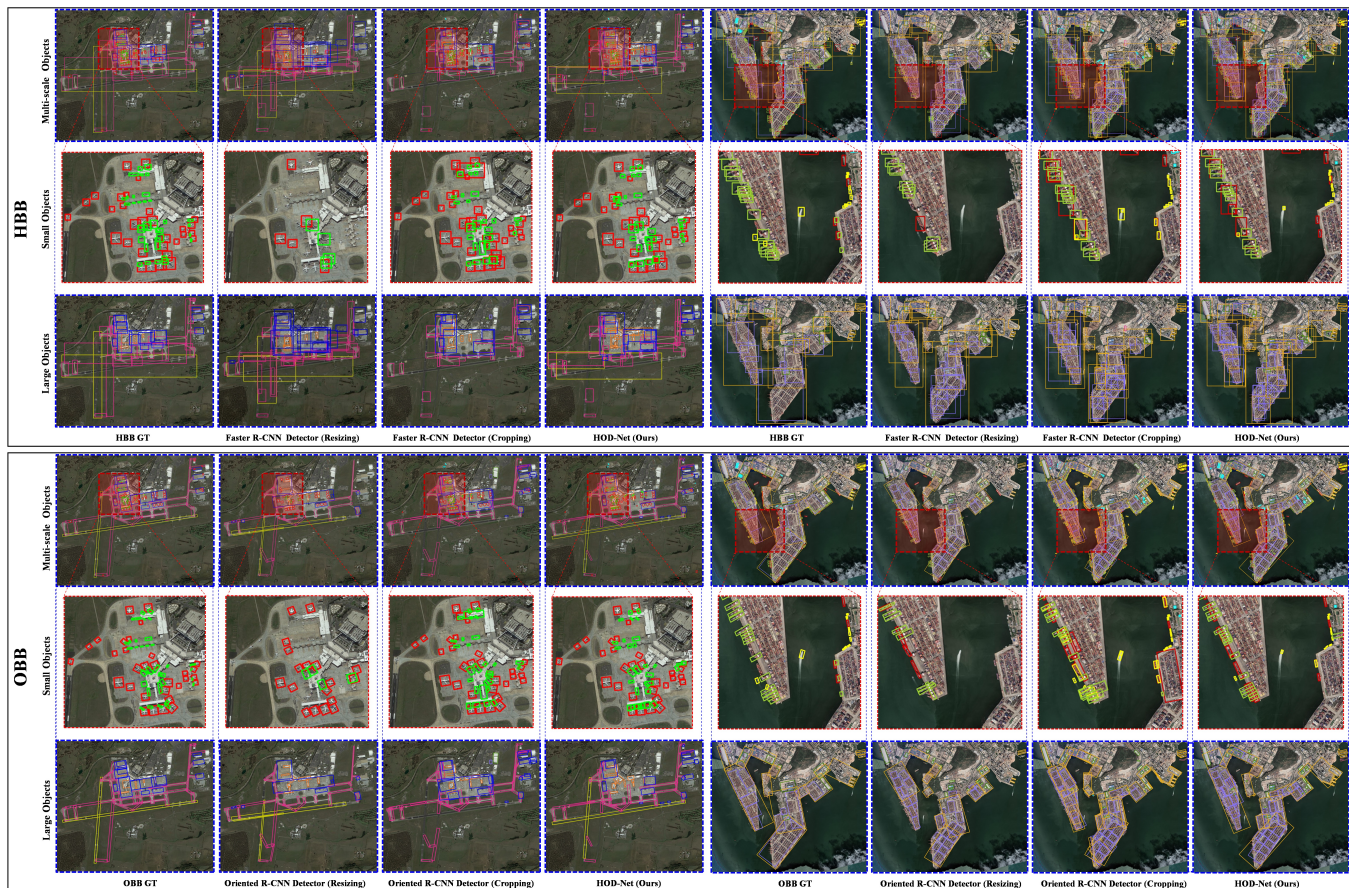 HBB
Multi-scale Objects
Small Objects
Large Objects
HBB GT
Faster R-CNN Detector (Resizing)
Faster R-CNN Detector (Cropping)
HOD-Net (Ours)
HBB GT
Faster R-CNN Detector (Resizing)
Faster R-CNN Detector (Cropping)
HOD-Net (Ours)
OBB
Multi-scale Objects
Small Objects
Large Objects
OBB GT
Oriented R-CNN Detector (Resizing)
Oriented R-CNN Detector (Cropping)
HOD-Net (Ours)
OBB GT
Oriented R-CNN Detector (Resizing)
Oriented R-CNN Detector (Cropping)
HOD-Net (Ours)